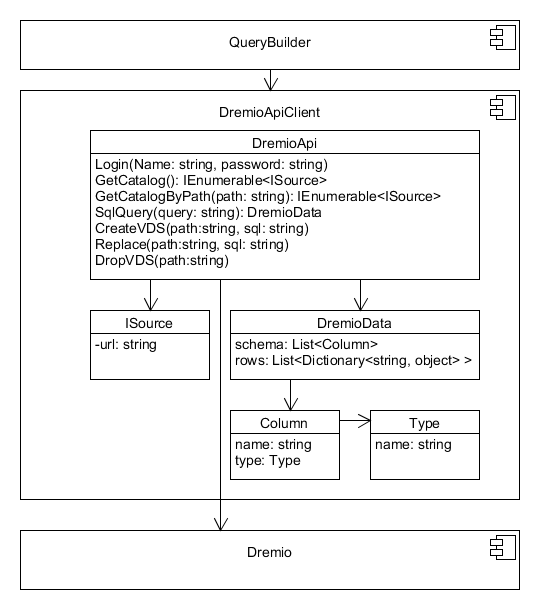 QueryBuilder
DremioApiClient
DremioApi
Login(Name: string, password: string)
GetCatalog(): IEnumerable<ISource>
GetCatalogByPath(path: string): IEnumerable<ISource>
SqlQuery(query: string): DremioData
CreateVDS(path:string, sql: string)
Replace(path:string, sql: string)
DropVDS(path:string)
ISource
-url: string
DremioData
schema: List<Column>
rows: List<Dictionary<string, object> >
Column
name: string
type: Type
Type
name: string
Dremio